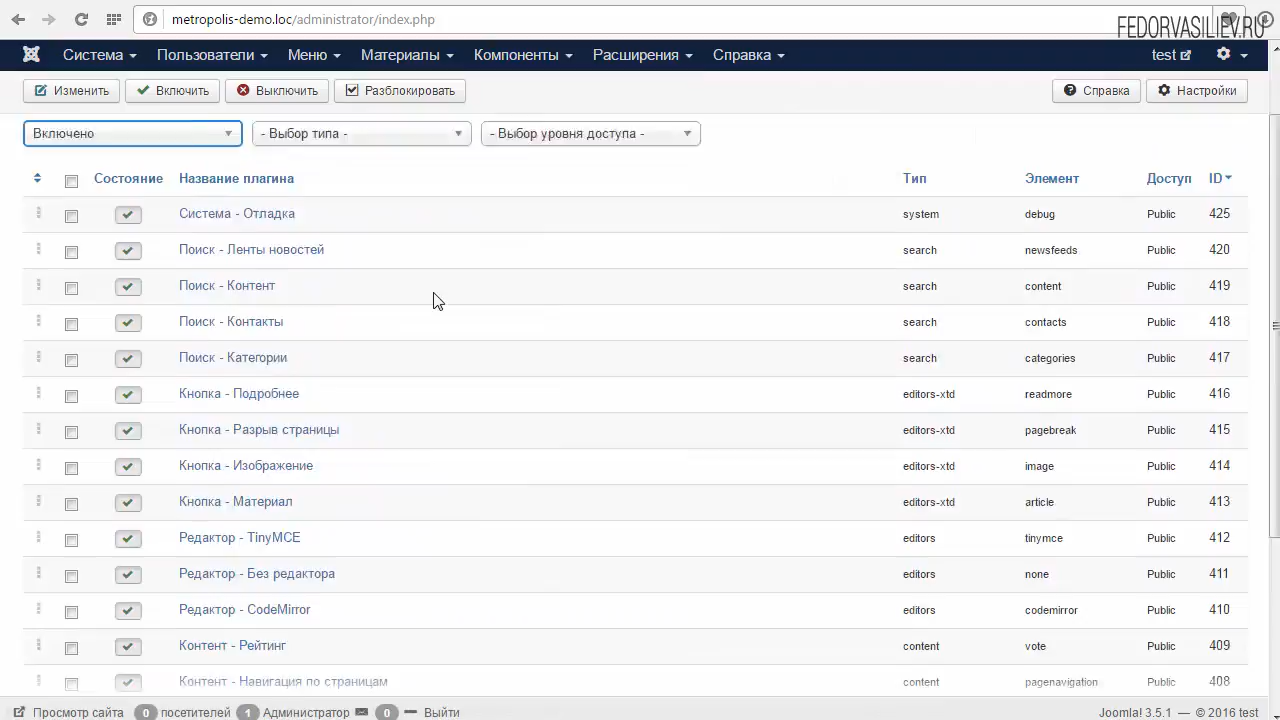 metropolis-demo.loc/administrator/index.php
FEDORVASILIEV.RU
Система Пользователи Меню Материалы Компоненты Расширения Справка test
Изменить Включить Выключить Разблокировать Справка Настройки
Включено - Выбор типа - - Выбор уровня доступа -
Состояние Название плагина Тип Элемент Доступ ID
Система - Отладка system debug Public 425
Поиск - Ленты новостей search newsfeeds Public 420
Поиск - Контент search content Public 419
Поиск - Контакты search contacts Public 418
Поиск - Категории search categories Public 417
Кнопка - Подробнее editors-xtd readmore Public 416
Кнопка - Разрыв страницы editors-xtd pagebreak Public 415
Кнопка - Изображение editors-xtd image Public 414
Кнопка - Материал editors-xtd article Public 413
Редактор - TinyMCE editors tinymce Public 412
Редактор - Без редактора editors none Public 411
Редактор - CodeMirror editors codemirror Public 410
Контент - Рейтинг content vote Public 409
Контент - Навигация по страницам content pagenavigation Public 408
Просмотр сайта 0 посетителей 1 Администратор 0 Выйти Joomla! 3.5.1 — © 2016 test